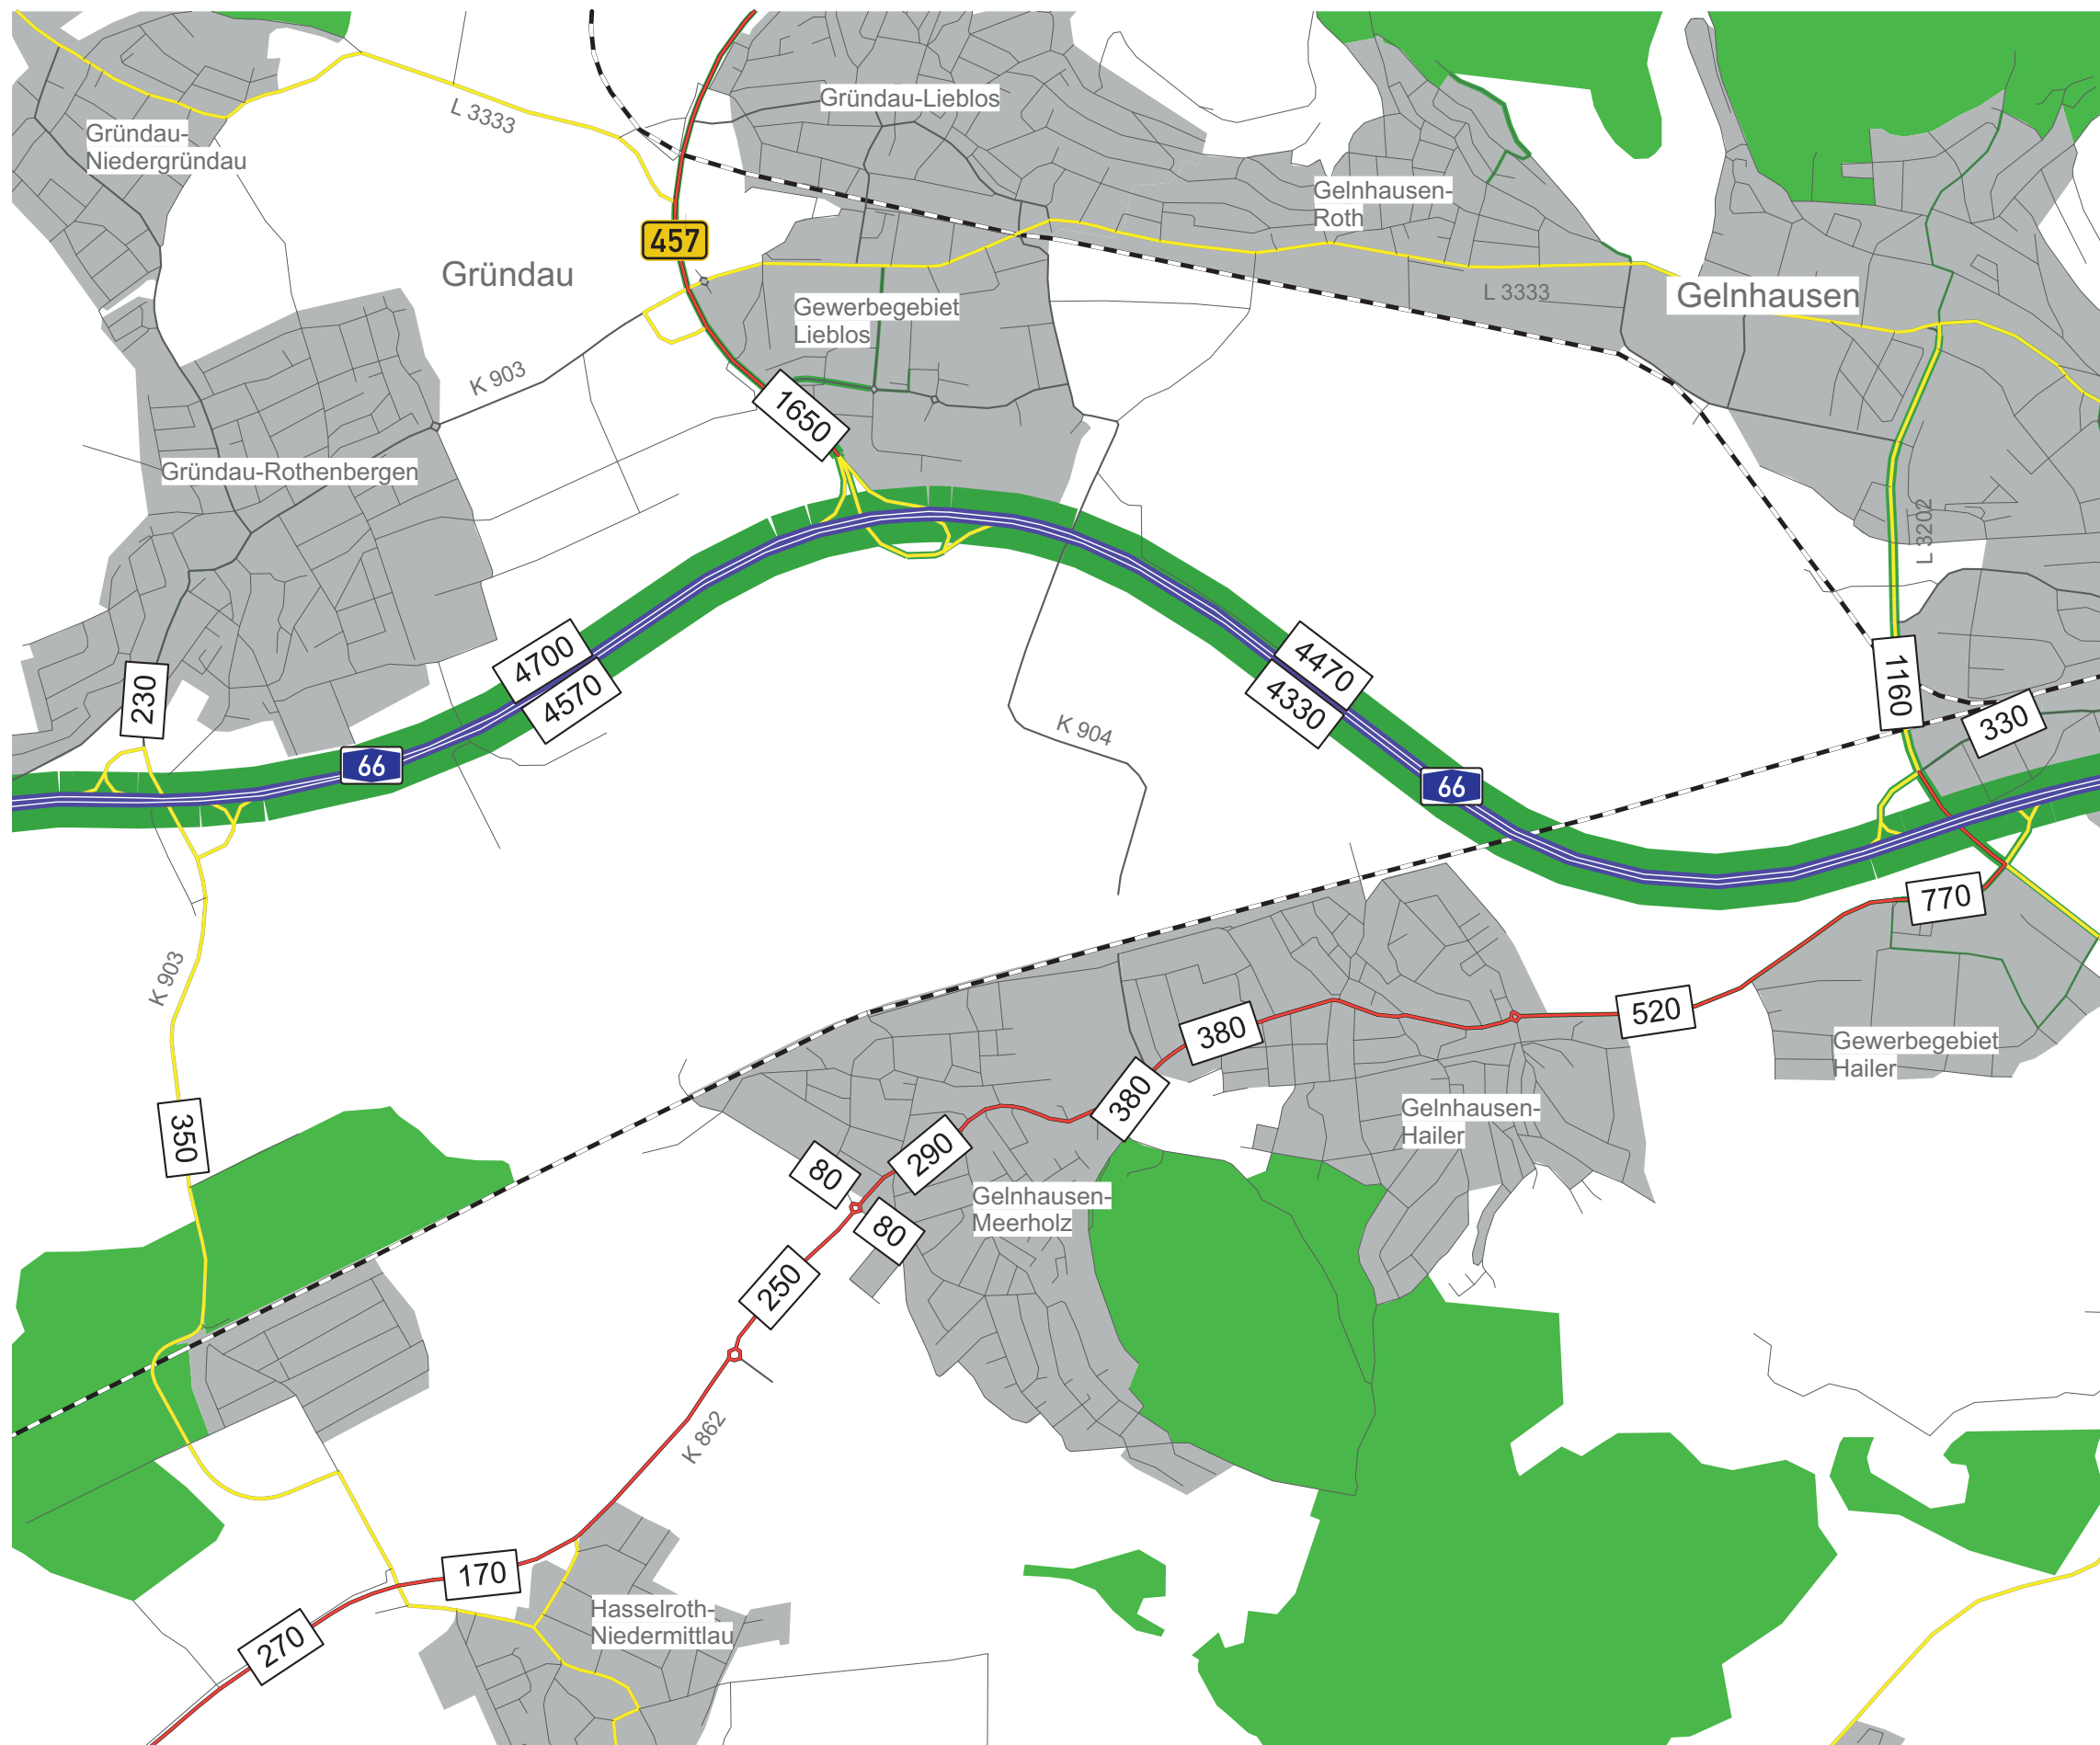 Gründau-Lieblos
L 3333
Gründau-
Niedergründau
Gelnhausen-
Roth
457
Gründau
L 3333
Gelnhausen
Gewerbegebiet
Lieblos
K 903
1650
Gründau-Rothenbergen
L 3202
4700
4570
4470
4330
230
1160
330
K 904
66
66
770
K 903
520
380
Gewerbegebiet
Hailer
380
350
Gelnhausen-
Hailer
290
80
80
Gelnhausen-
Meerholz
250
K 862
170
Hasselroth-
Niedermittlau
270